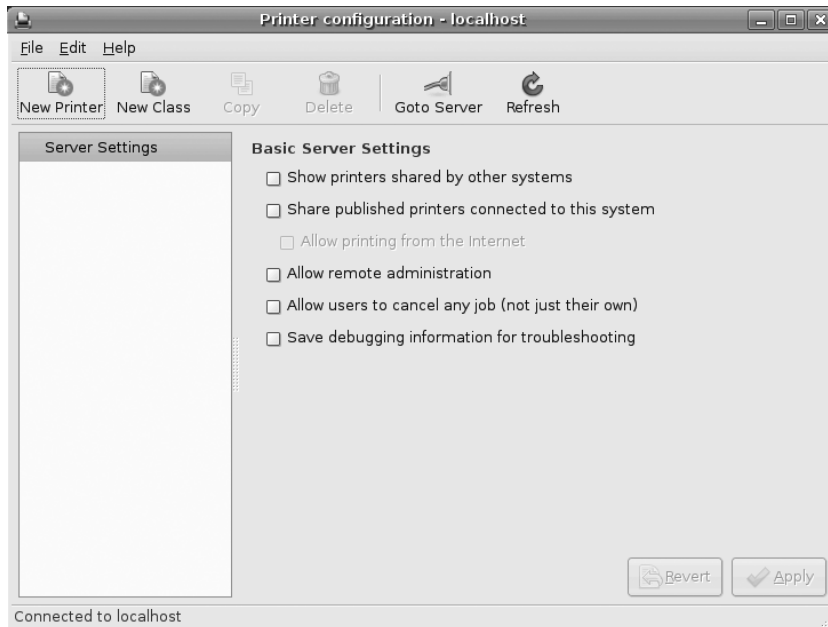 Printer configuration - localhost
File Edit Help
New Printer New Class Copy Delete Goto Server Refresh
Server Settings
Basic Server Settings
Show printers shared by other systems
Share published printers connected to this system
Allow printing from the Internet
Allow remote administration
Allow users to cancel any job (not just their own)
Save debugging information for troubleshooting
Revert Apply
Connected to localhost